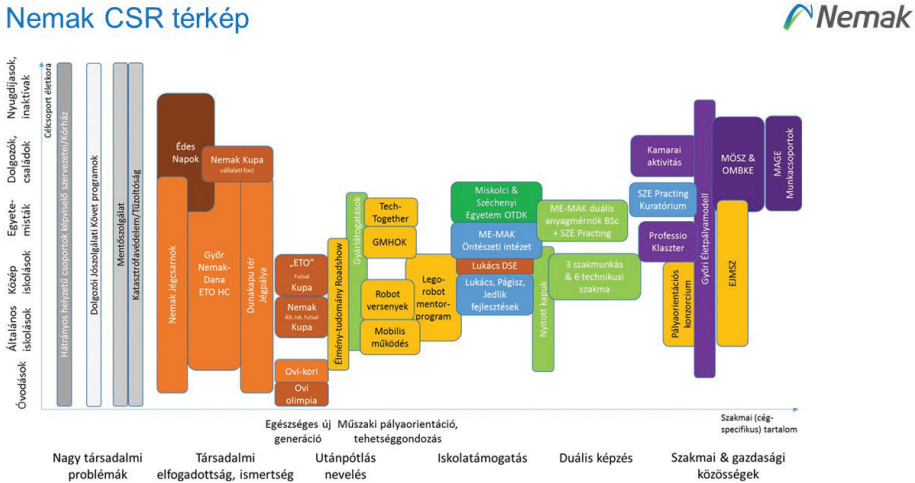 Nemak CSR térkép
Nemak
Célcsoport életkora
Nyugdíjasok,
inaktívak
Dolgozók,
családok
Egyete-
misták
Közép
iskolások
Általános
iskolások
Óvodások
Hátrányos helyzetű csoportok képviselő szervezetei/Kórház
Dolgozói Jószolgálati Követ programok
Mentőszolgálat
Katasztrófavédelem/Tűzoltóság
Nemak Jégcsarnok
Édes
Napok
Győr
Nemak-
Dana
ETO HC
Nemak Kupa
vállalati foci
Dunakapu tér
Jégpálya
„ETO”
Futsal
Kupa
Nemak
Ált. isk. futsal
Kupa
Ovi-kori
Ovi
olimpia
Élmény-tudomány Roadshow
Gyárlátogatások
Tech-
Together
GMHOK
Robot
versenyek
Mobilis
működés
Lego-
robot
mentor-
program
Miskolci &
Széchenyi
Egyetem OTDK
ME-MAK
Öntészeti intézet
Lukács DSE
Lukács, Págisz,
Jedlik
fejlesztések
ME-MAK duális
anyagmérnök BSc
+ SZE Practing
Nyitott kapuk
3 szakmunkás
& 6 technikusi
szakma
Kamarai
aktivitás
SZE Practing
Kuratórium
Professio
Klaszter
Pályaorientációs
konzorcium
Győri Életpályamodell
MÖSZ &
OMBKE
EJMSZ
MAGE
Munkacsoportok
Szakmai (cég-
specifikus) tartalom
Egészséges új
generáció
Műszaki pályaorientáció,
tehetséggondozás
Nagy társadalmi
problémák
Társadalmi
elfogadottság, ismertség
Utánpótlás
nevelés
Iskolatámogatás
Duális képzés
Szakmai & gazdasági
közösségek